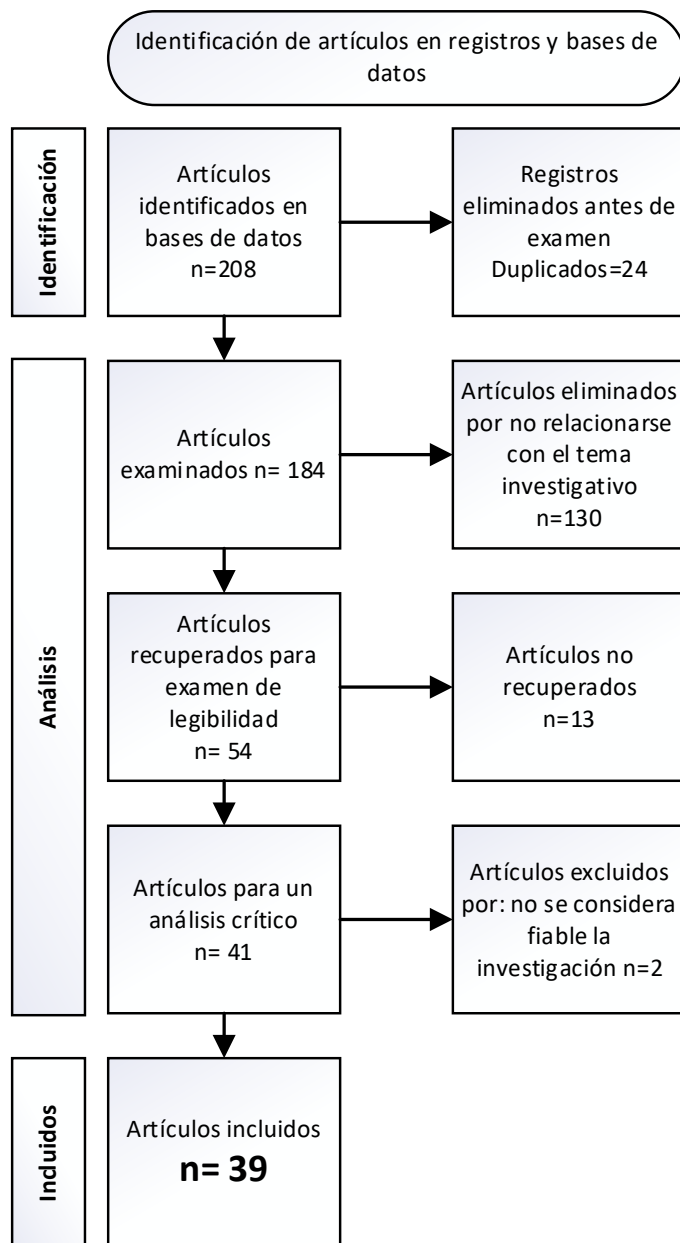 Identificación de artículos en registros y bases de
datos
Identificación
Artículos
identificados en
bases de datos
n=208
Registros
eliminados antes de
examen
Duplicados=24
Análisis
Artículos
examinados n= 184
Artículos eliminados
por no relacionarse
con el tema
investigativo
n=130
Artículos
recuperados para
examen de
legibilidad
n= 54
Artículos no
recuperados
n=13
Artículos para un
análisis crítico
n= 41
Artículos excluidos
por: no se considera
fiable la
investigación n=2
Incluidos
Artículos incluidos
n= 39